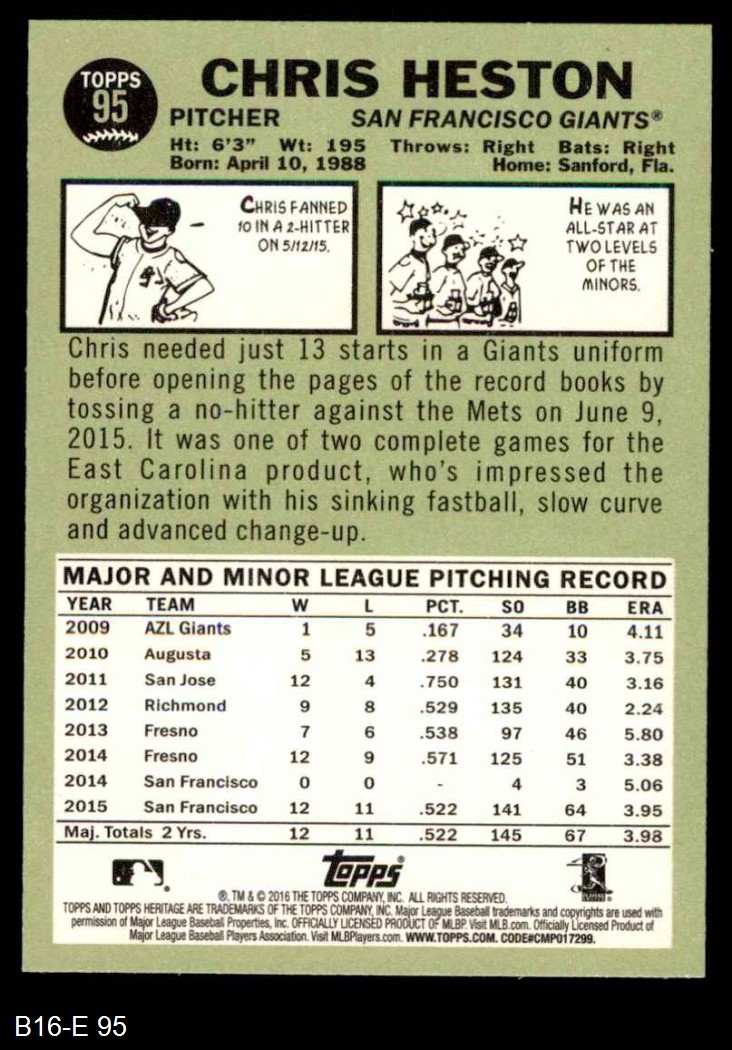 TOPPS
95
CHRIS HESTON
PITCHER SAN FRANCISCO GIANTS®
Ht: 6'3" Wt: 195 Throws: Right Bats: Right
Born: April 10, 1988 Home: Sanford, Fla.
CHRIS FANNED
10 IN A 2-HITTER
ON 5/12/15.
HE WAS AN
ALL-STAR AT
TWO LEVELS
OF THE
MINORS.
Chris needed just 13 starts in a Giants uniform
before opening the pages of the record books by
tossing a no-hitter against the Mets on June 9,
2015. It was one of two complete games for the
East Carolina product, who's impressed the
organization with his sinking fastball, slow curve
and advanced change-up.
MAJOR AND MINOR LEAGUE PITCHING RECORD
YEAR TEAM W L PCT. SO BB ERA
2009 AZL Giants 1 5 .167 34 10 4.11
2010 Augusta 5 13 .278 124 33 3.75
2011 San Jose 12 4 .750 131 40 3.16
2012 Richmond 9 8 .529 135 40 2.24
2013 Fresno 7 6 .538 97 46 5.80
2014 Fresno 12 9 .571 125 51 3.38
2014 San Francisco 0 0 - 4 3 5.06
2015 San Francisco 12 11 .522 141 64 3.95
Maj. Totals 2 Yrs. 12 11 .522 145 67 3.98
Topps®
®, TM & © 2016 THE TOPPS COMPANY, INC. ALL RIGHTS RESERVED.
TOPPS AND TOPPS HERITAGE ARE TRADEMARKS OF THE TOPPS COMPANY, INC. Major League Baseball trademarks and copyrights are used with
permission of Major League Baseball Properties, Inc. OFFICIALLY LICENSED PRODUCT OF MLBP. Visit MLB.com. Officially Licensed Product of
Major League Baseball Players Association. Visit MLBPlayers.com. WWW.TOPPS.COM. CODE#CMP017299.
B16-E 95